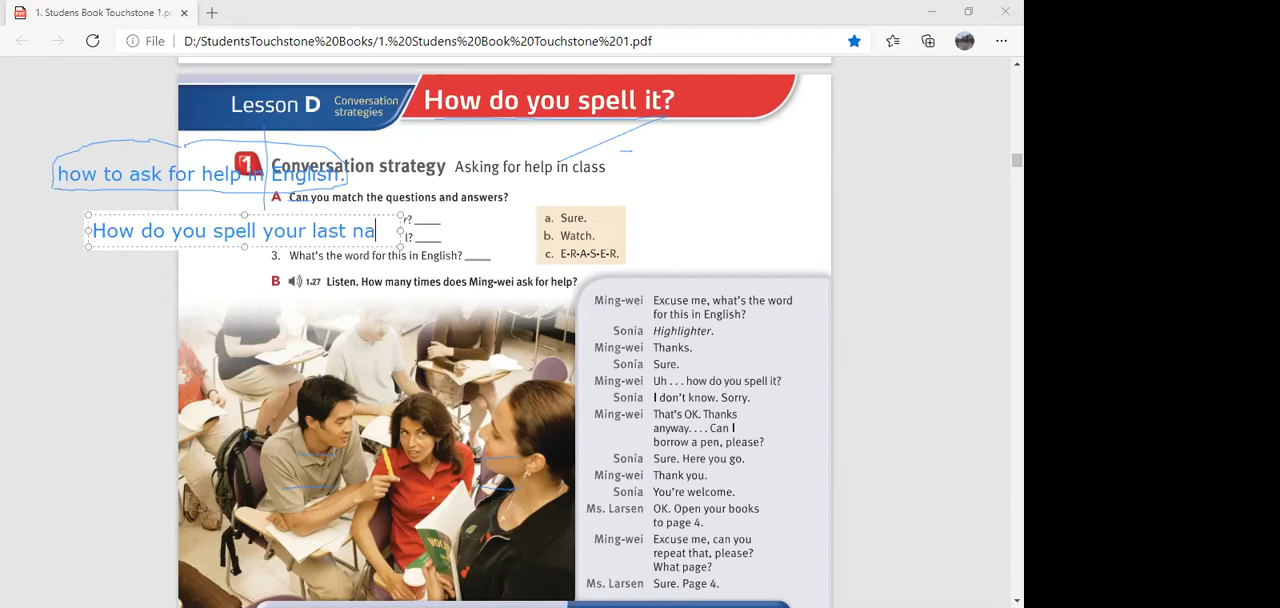 1. Studens Book Touchstone 1.pc
File D:/StudentsTouchstone%20Books/1.%20Studens%20Book%20Touchstone%201.pdf
Lesson D Conversation strategies
How do you spell it?
how to ask for help in English.
1 Conversation strategy Asking for help in class
A Can you match the questions and answers?
How do you spell your last na
r? ____
l? ____
3. What's the word for this in English? ____
a. Sure.
b. Watch.
c. E-R-A-S-E-R.
B 1.27 Listen. How many times does Ming-wei ask for help?
Ming-wei Excuse me, what's the word
for this in English?
Sonia Highlighter.
Ming-wei Thanks.
Sonia Sure.
Ming-wei Uh . . . how do you spell it?
Sonia I don't know. Sorry.
Ming-wei That's OK. Thanks
anyway. . . . Can I
borrow a pen, please?
Sonia Sure. Here you go.
Ming-wei Thank you.
Sonia You're welcome.
Ms. Larsen OK. Open your books
to page 4.
Ming-wei Excuse me, can you
repeat that, please?
What page?
Ms. Larsen Sure. Page 4.